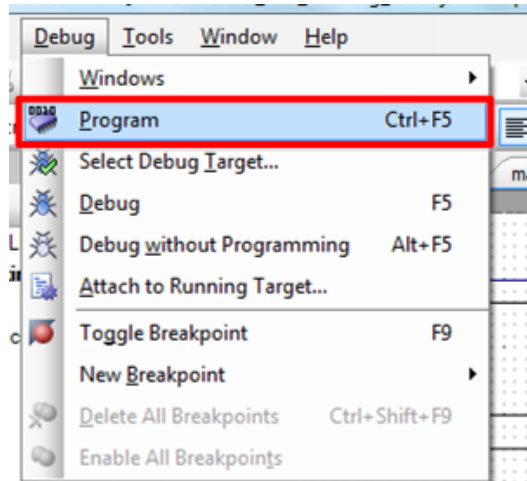 Debug Tools Window Help
Windows
Program Ctrl+F5
Select Debug Target...
Debug F5
Debug without Programming Alt+F5
Attach to Running Target...
Toggle Breakpoint F9
New Breakpoint
Delete All Breakpoints Ctrl+Shift+F9
Enable All Breakpoints